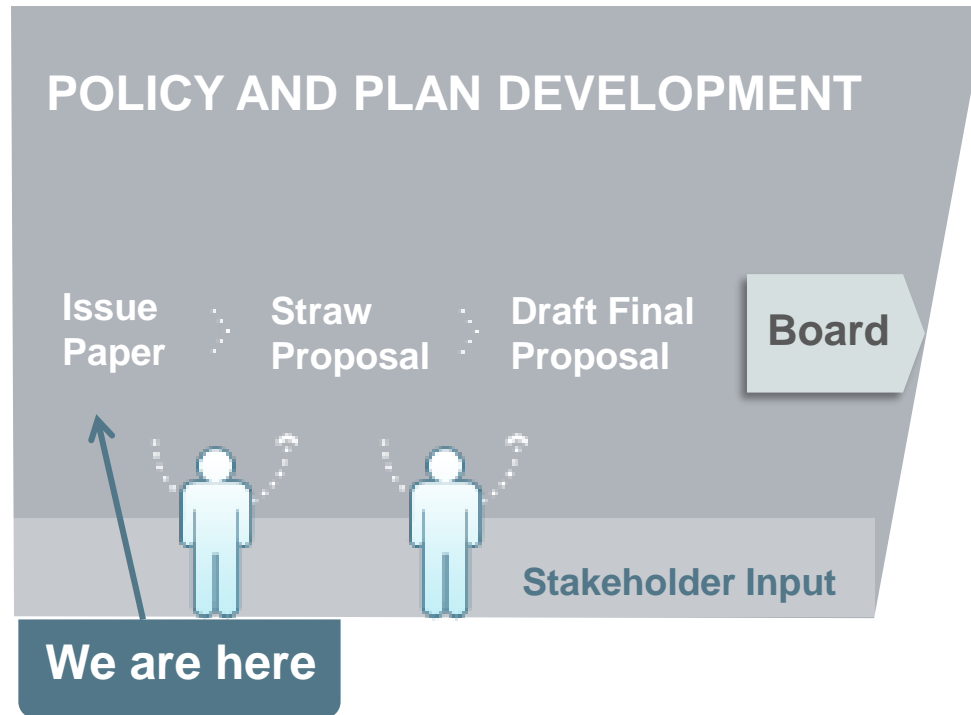 POLICY AND PLAN DEVELOPMENT
Issue
Paper
Straw
Proposal
Draft Final
Proposal
Board
Stakeholder Input
We are here